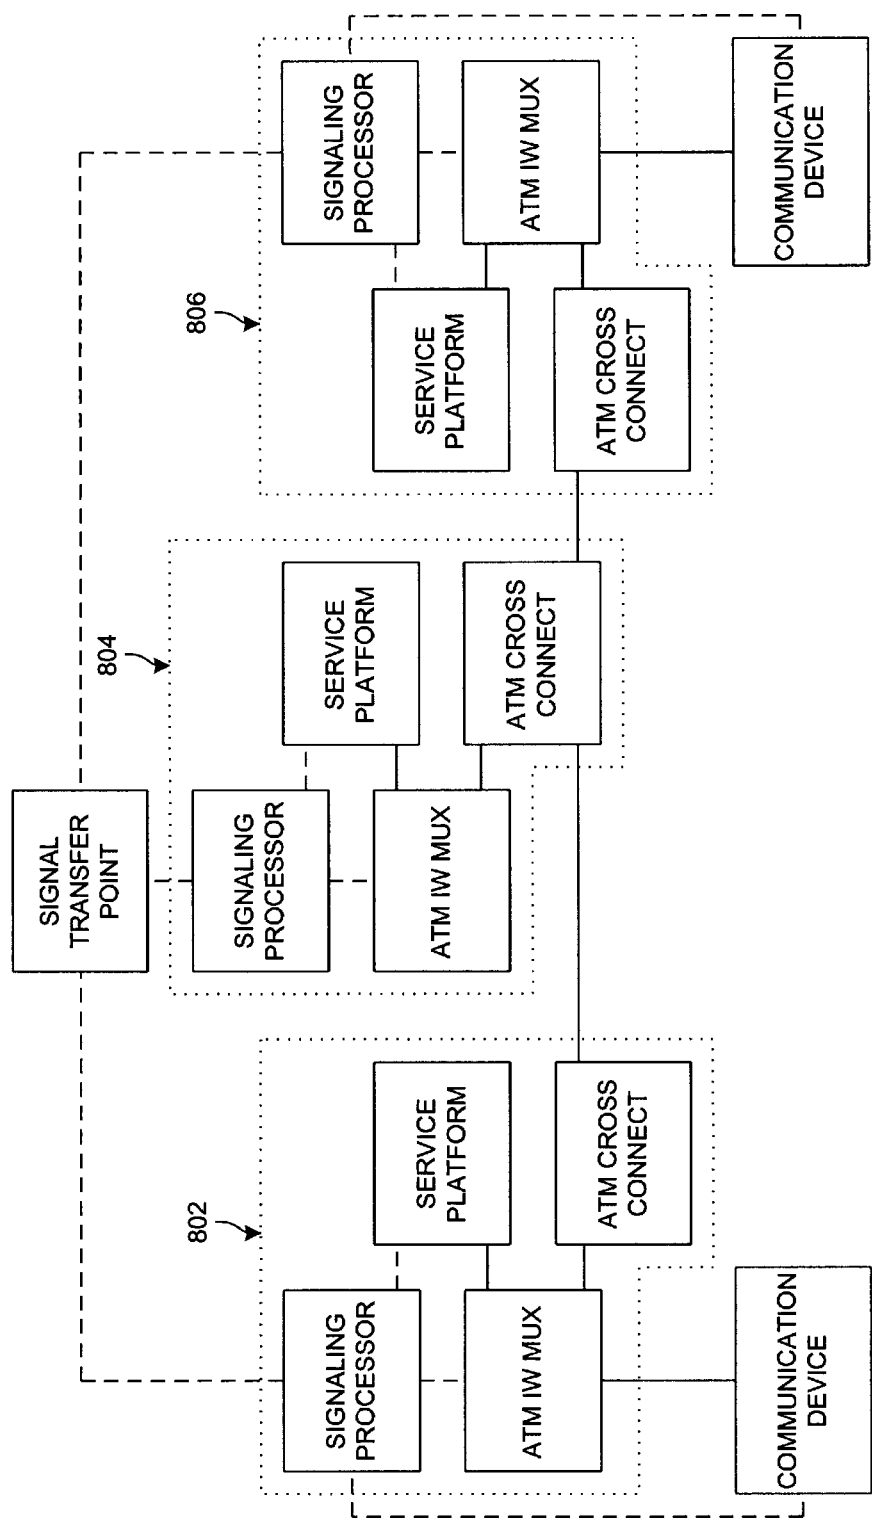 SIGNAL
TRANSFER
POINT
802
SIGNALING
PROCESSOR
SERVICE
PLATFORM
ATM IW MUX
ATM CROSS
CONNECT
COMMUNICATION
DEVICE
804
SIGNALING
PROCESSOR
SERVICE
PLATFORM
ATM IW MUX
ATM CROSS
CONNECT
806
SIGNALING
PROCESSOR
SERVICE
PLATFORM
ATM IW MUX
ATM CROSS
CONNECT
COMMUNICATION
DEVICE